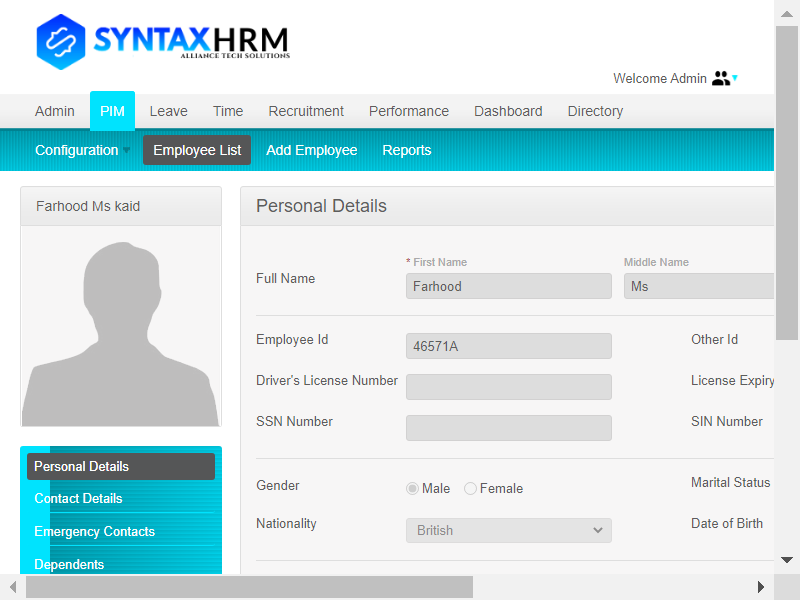 SYNTAXHRM
ALLIANCE TECH SOLUTIONS
Welcome Admin
Admin PIM Leave Time Recruitment Performance Dashboard Directory
Configuration Employee List Add Employee Reports
Farhood Ms kaid
Personal Details
* First Name Middle Name
Full Name Farhood Ms
Employee Id 46571A Other Id
Driver's License Number License Expiry
SSN Number SIN Number
Gender Male Female Marital Status
Nationality British Date of Birth
Personal Details
Contact Details
Emergency Contacts
Dependents